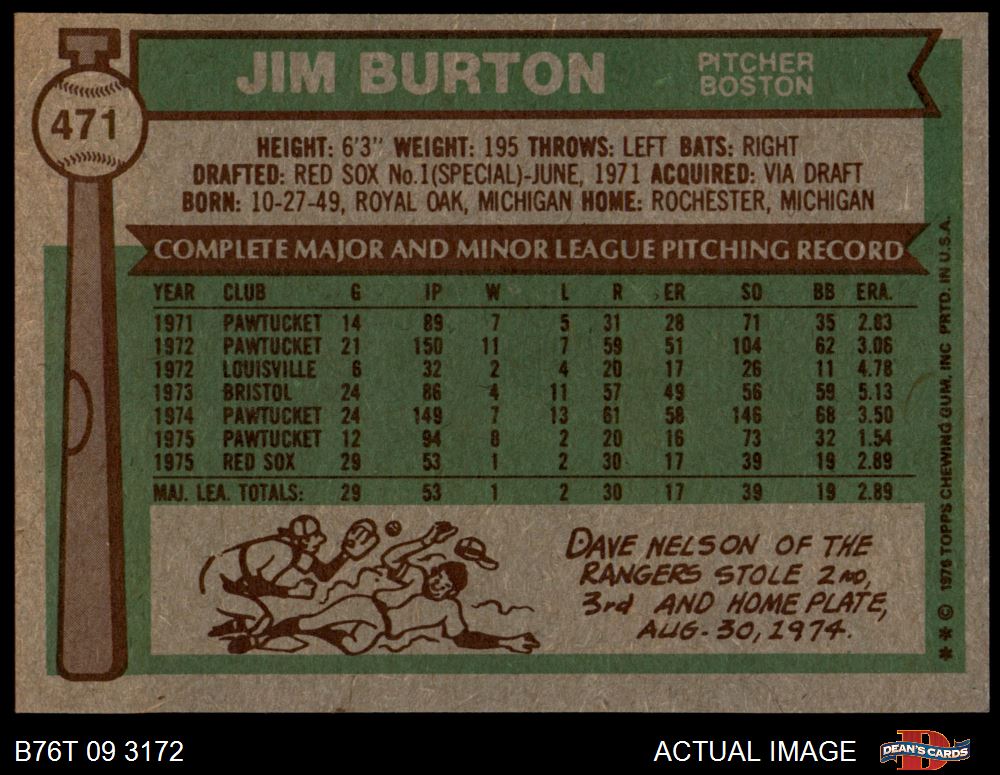 JIM BURTON
PITCHER
BOSTON
471
HEIGHT: 6'3" WEIGHT: 195 THROWS: LEFT BATS: RIGHT
DRAFTED: RED SOX No.1(SPECIAL)-JUNE, 1971 ACQUIRED: VIA DRAFT
BORN: 10-27-49, ROYAL OAK, MICHIGAN HOME: ROCHESTER, MICHIGAN
COMPLETE MAJOR AND MINOR LEAGUE PITCHING RECORD
YEAR CLUB G IP W L R ER SO BB ERA.
1971 PAWTUCKET 14 89 7 5 31 28 71 35 2.83
1972 PAWTUCKET 21 150 11 7 59 51 104 62 3.06
1972 LOUISVILLE 6 32 2 4 20 17 26 11 4.78
1973 BRISTOL 24 86 4 11 57 49 56 59 5.13
1974 PAWTUCKET 24 149 7 13 61 58 146 68 3.50
1975 PAWTUCKET 12 94 8 2 20 16 73 32 1.54
1975 RED SOX 29 53 1 2 30 17 39 19 2.89
MAJ. LEA. TOTALS: 29 53 1 2 30 17 39 19 2.89
DAVE NELSON OF THE
RANGERS STOLE 2ND,
3rd AND HOME PLATE,
AUG. 30, 1974.
** © 1976 TOPPS CHEWING GUM, INC PRTD. IN U.S.A.
B76T 09 3172
ACTUAL IMAGE
D
DEAN'S CARDS